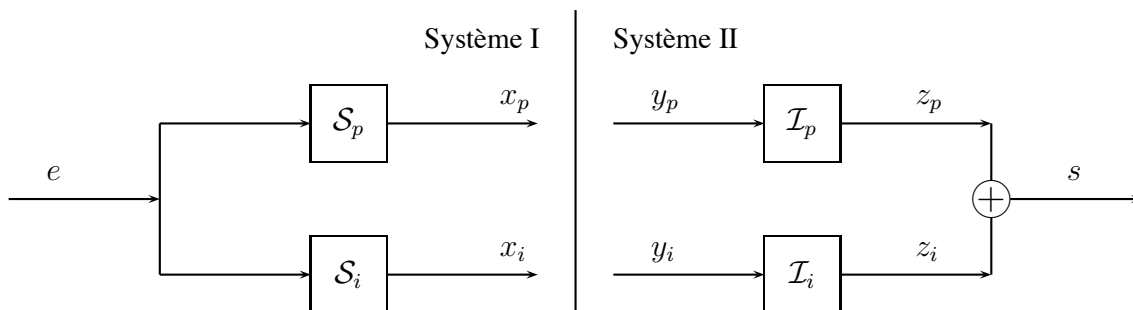 Système I
Système II
x_p
y_p
z_p
𝒮_p
ℐ_p
e
s
+
x_i
y_i
z_i
𝒮_i
ℐ_i